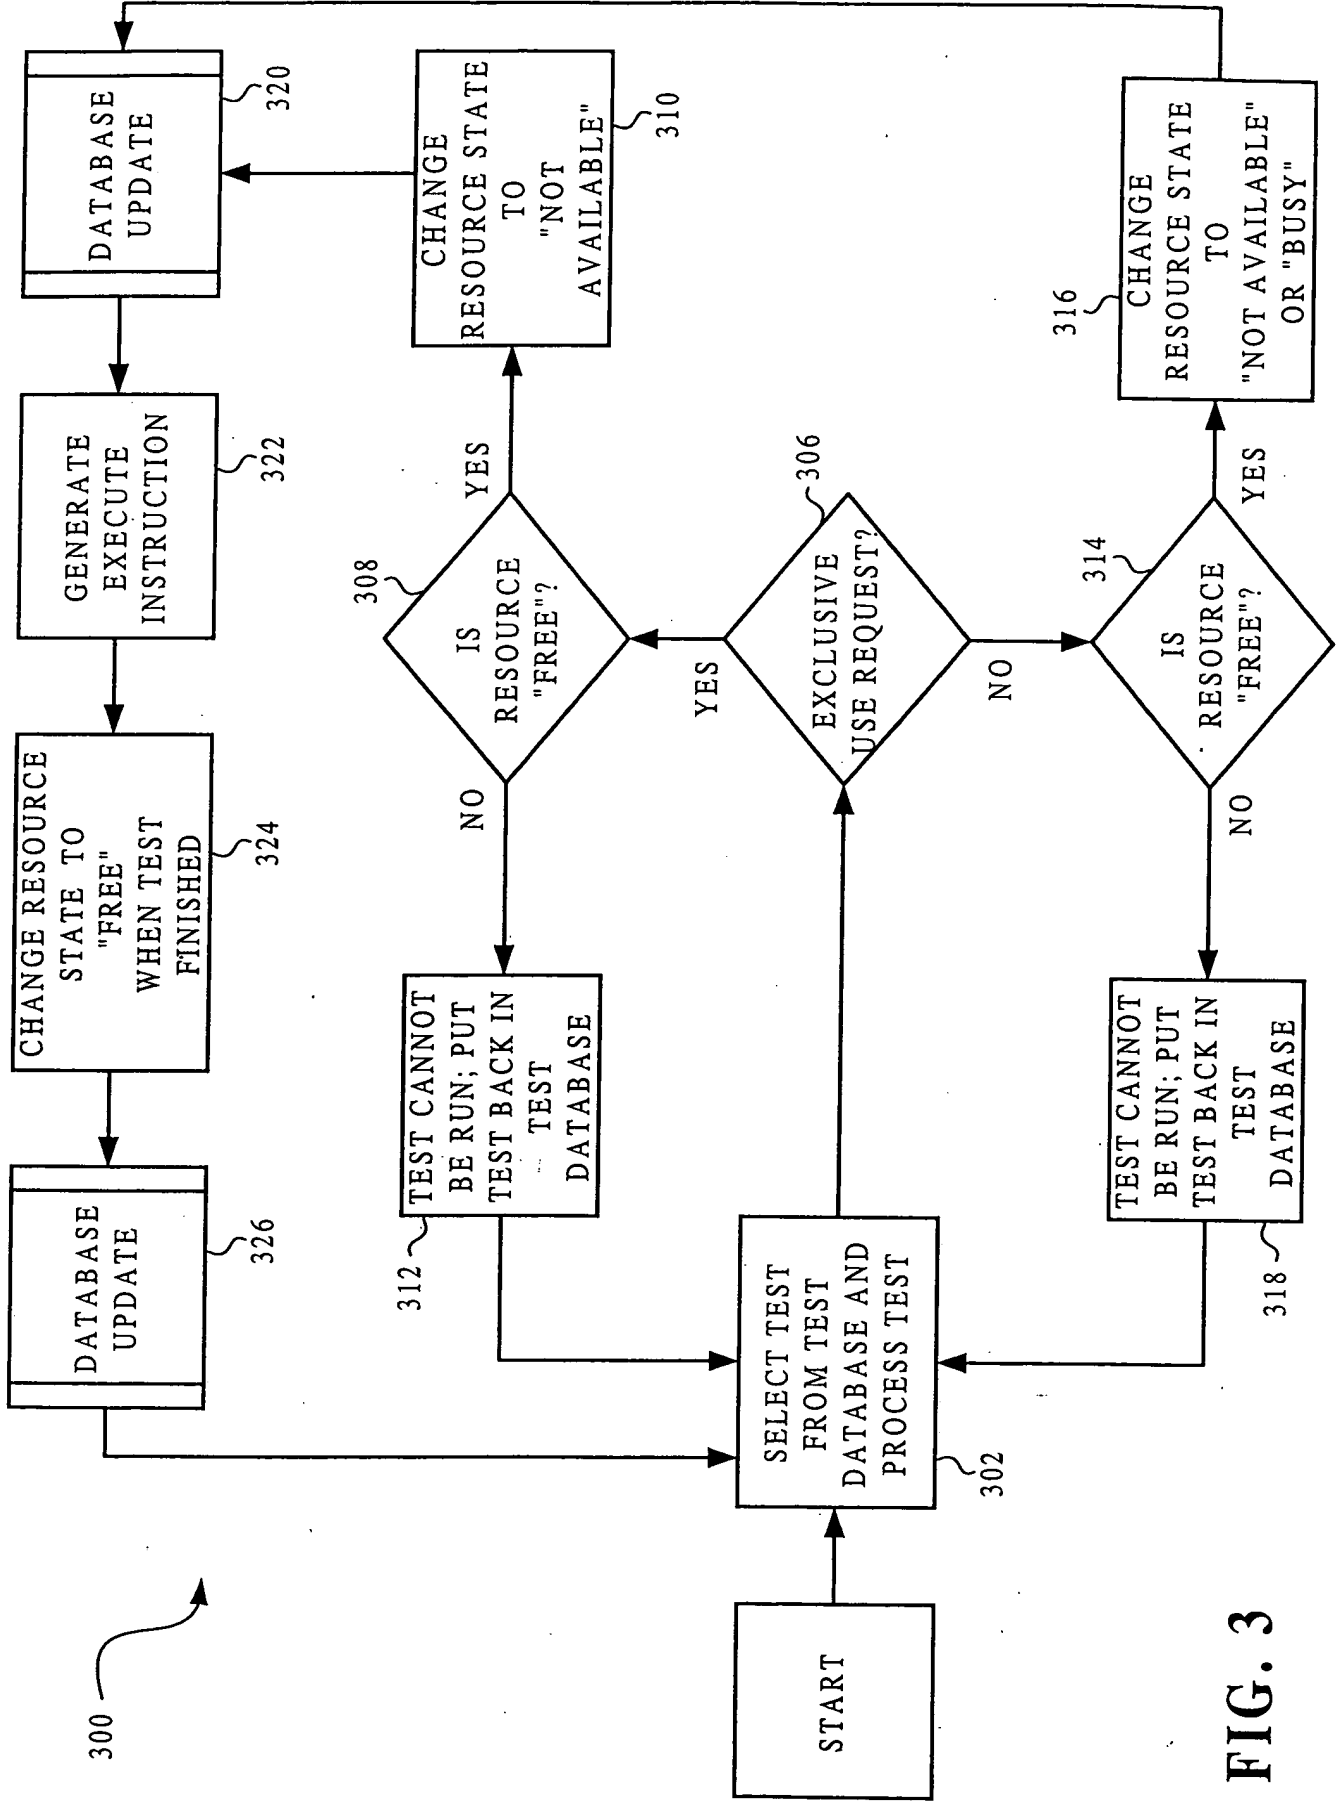 300
START
SELECT TEST
FROM TEST
DATABASE AND
PROCESS TEST
302
EXCLUSIVE
USE REQUEST?
306
YES
NO
IS
RESOURCE
"FREE"?
308
YES
NO
CHANGE
RESOURCE STATE
TO
"NOT
AVAILABLE"
310
TEST CANNOT
BE RUN; PUT
TEST BACK IN
TEST
DATABASE
312
IS
RESOURCE
"FREE"?
314
YES
NO
CHANGE
RESOURCE STATE
TO
"NOT AVAILABLE"
OR "BUSY"
316
TEST CANNOT
BE RUN; PUT
TEST BACK IN
TEST
DATABASE
318
DATABASE
UPDATE
320
GENERATE
EXECUTE
INSTRUCTION
322
CHANGE RESOURCE
STATE TO
"FREE"
WHEN TEST
FINISHED
324
DATABASE
UPDATE
326
FIG. 3